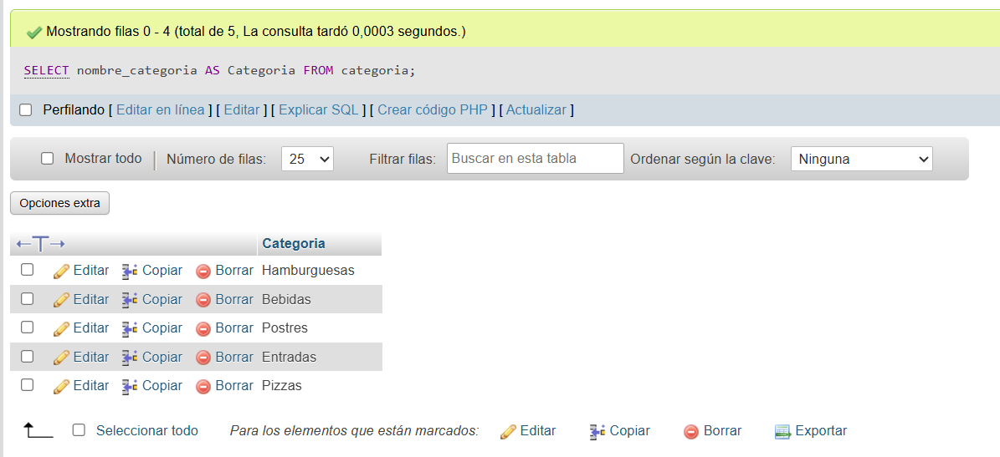 Mostrando filas 0 - 4 (total de 5, La consulta tardó 0,0003 segundos.)
SELECT nombre_categoria AS Categoria FROM categoria;
Perfilando [ Editar en línea ] [ Editar ] [ Explicar SQL ] [ Crear código PHP ] [ Actualizar ]
Mostrar todo Número de filas: 25 Filtrar filas: Buscar en esta tabla Ordenar según la clave: Ninguna
Opciones extra
←T→ Categoria
Editar Copiar Borrar Hamburguesas
Editar Copiar Borrar Bebidas
Editar Copiar Borrar Postres
Editar Copiar Borrar Entradas
Editar Copiar Borrar Pizzas
Seleccionar todo Para los elementos que están marcados: Editar Copiar Borrar Exportar